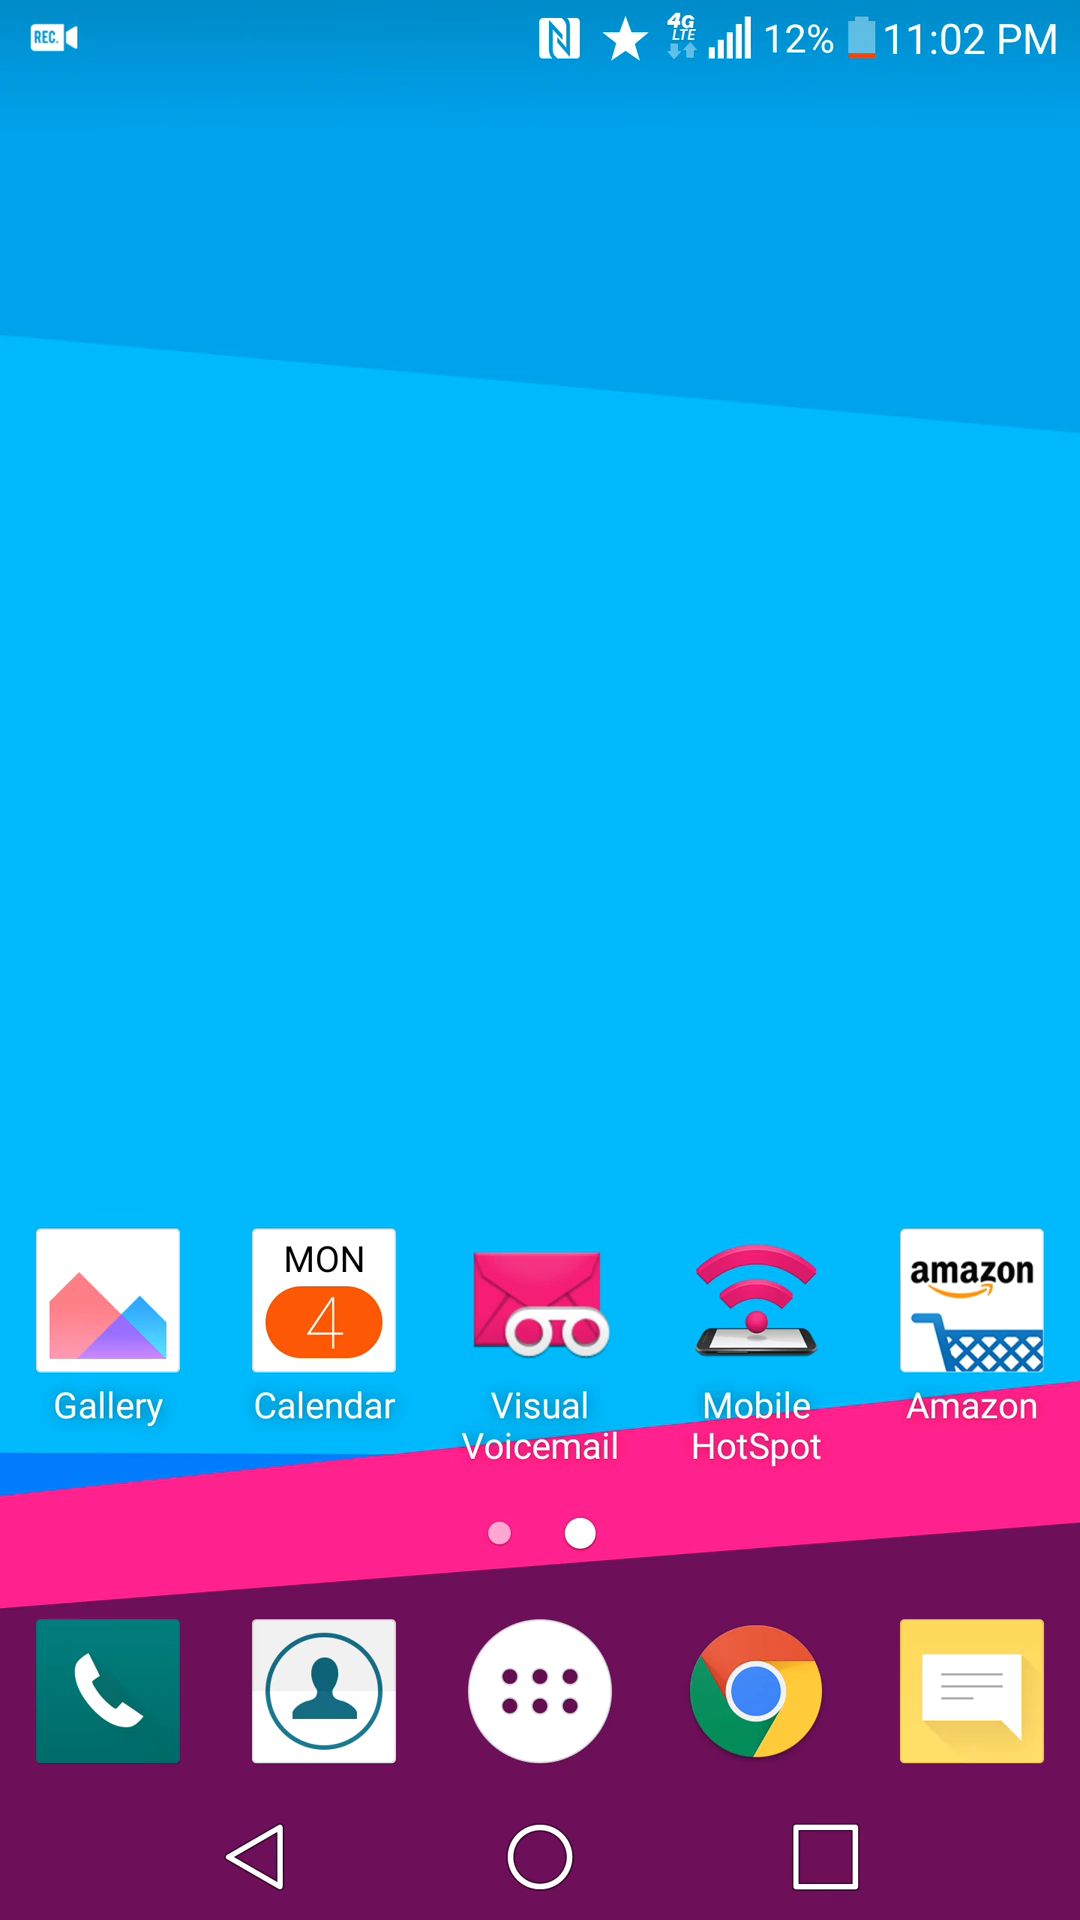 REC.
4G
LTE
12%
11:02 PM
MON
4
amazon
Gallery
Calendar
Visual
Voicemail
Mobile
HotSpot
Amazon